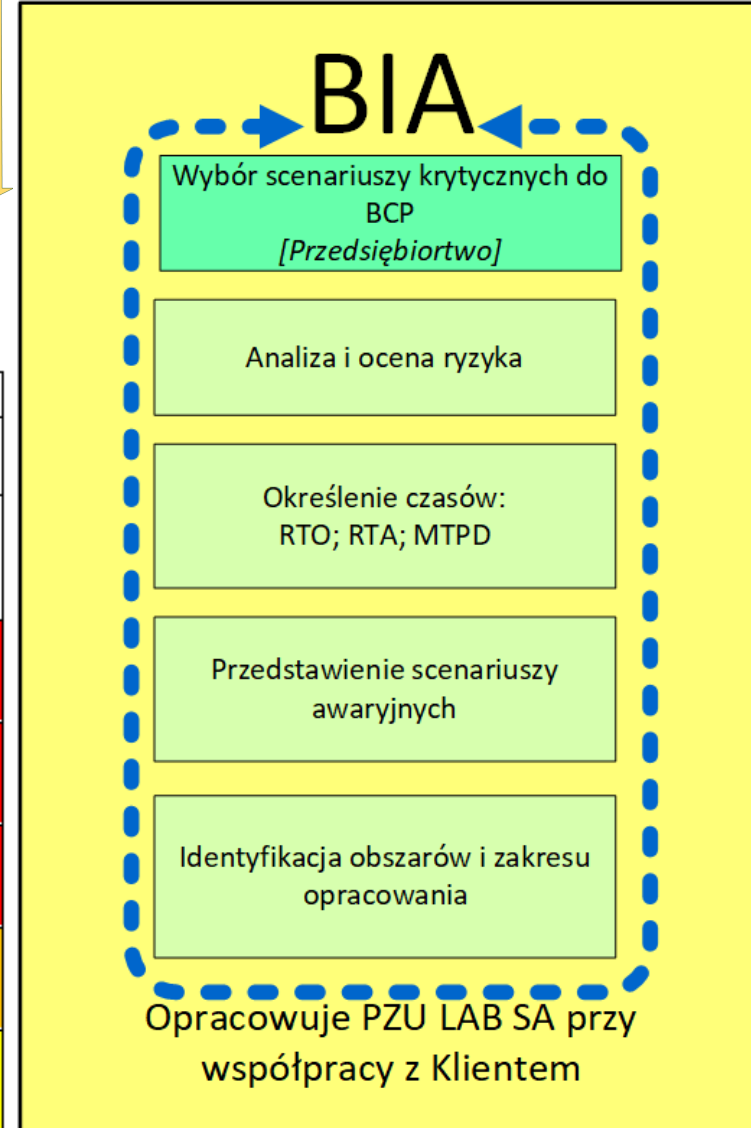 BIA
Wybór scenariuszy krytycznych do
BCP
[Przedsiębiortwo]
Analiza i ocena ryzyka
Określenie czasów:
RTO; RTA; MTPD
Przedstawienie scenariuszy
awaryjnych
Identyfikacja obszarów i zakresu
opracowania
Opracowuje PZU LAB SA przy
współpracy z Klientem